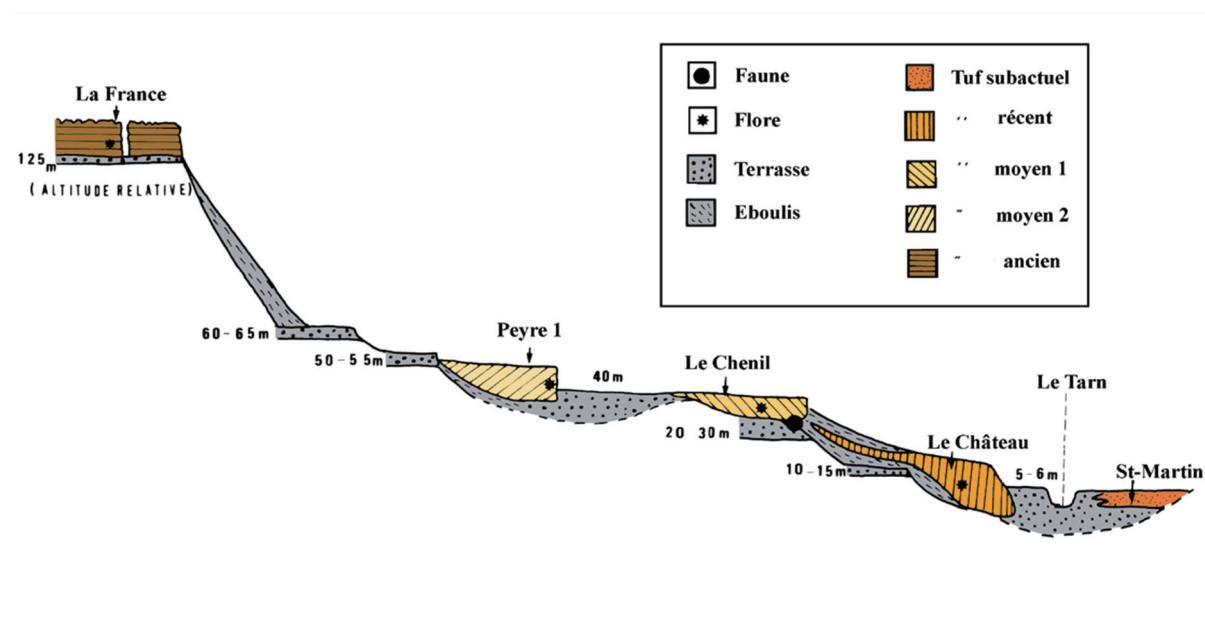 La France
125m
(ALTITUDE RELATIVE)
60-65m
50-55m
Peyre 1
40m
Le Chenil
20 30m
10-15m
Le Château
5-6m
Le Tarn
St-Martin
Faune
Flore
Terrasse
Eboulis
Tuf subactuel
'' récent
'' moyen 1
" moyen 2
" ancien